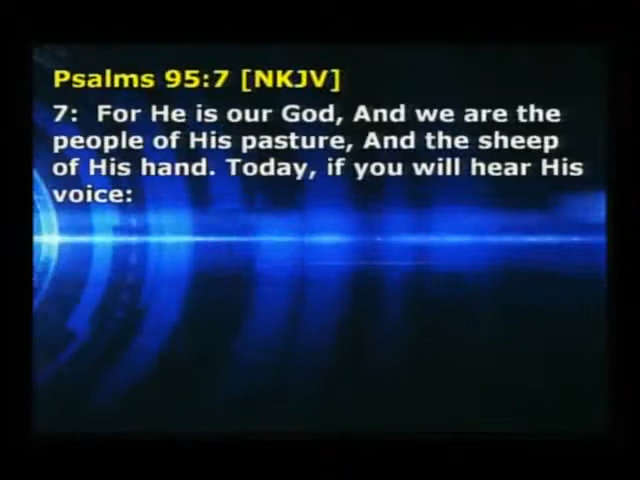 Psalms 95:7 [NKJV]
7:  For He is our God, And we are the
people of His pasture, And the sheep
of His hand. Today, if you will hear His
voice: